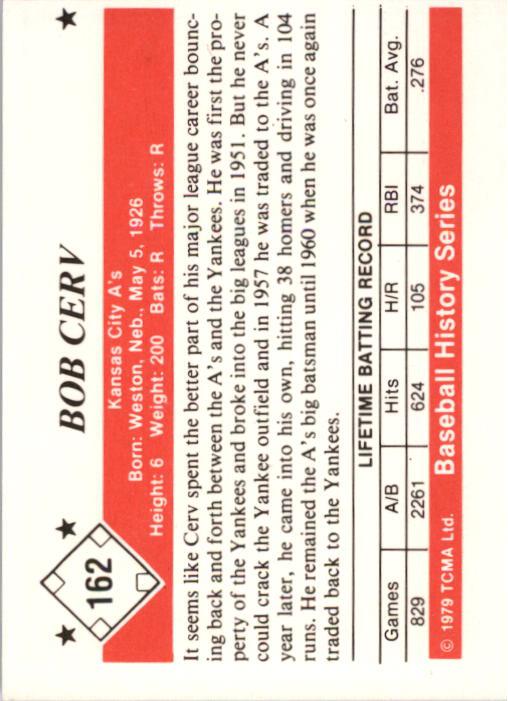 162
BOB CERV
Kansas City A's
Born: Weston, Neb., May 5, 1926
Height: 6 Weight: 200 Bats: R Throws: R
It seems like Cerv spent the better part of his major league career bounc-
ing back and forth between the A's and the Yankees. He was first the pro-
perty of the Yankees and broke into the big leagues in 1951. But he never
could crack the Yankee outfield and in 1957 he was traded to the A's. A
year later, he came into his own, hitting 38 homers and driving in 104
runs. He remained the A's big batsman until 1960 when he was once again
traded back to the Yankees.
LIFETIME BATTING RECORD
Games A/B Hits H/R RBI Bat. Avg.
829 2261 624 105 374 .276
© 1979 TCMA Ltd. Baseball History Series